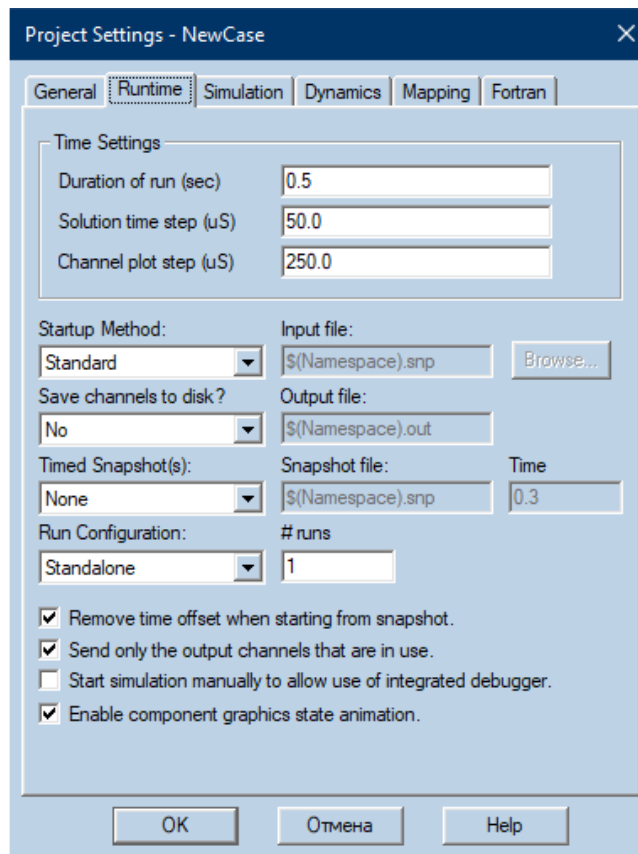 Project Settings - NewCase
General Runtime Simulation Dynamics Mapping Fortran
Time Settings
Duration of run (sec) 0.5
Solution time step (uS) 50.0
Channel plot step (uS) 250.0
Startup Method: Input file:
Standard $(Namespace).snp Browse...
Save channels to disk? Output file:
No $(Namespace).out
Timed Snapshot(s): Snapshot file: Time
None $(Namespace).snp 0.3
Run Configuration: # runs
Standalone 1
Remove time offset when starting from snapshot.
Send only the output channels that are in use.
Start simulation manually to allow use of integrated debugger.
Enable component graphics state animation.
OK Отмена Help